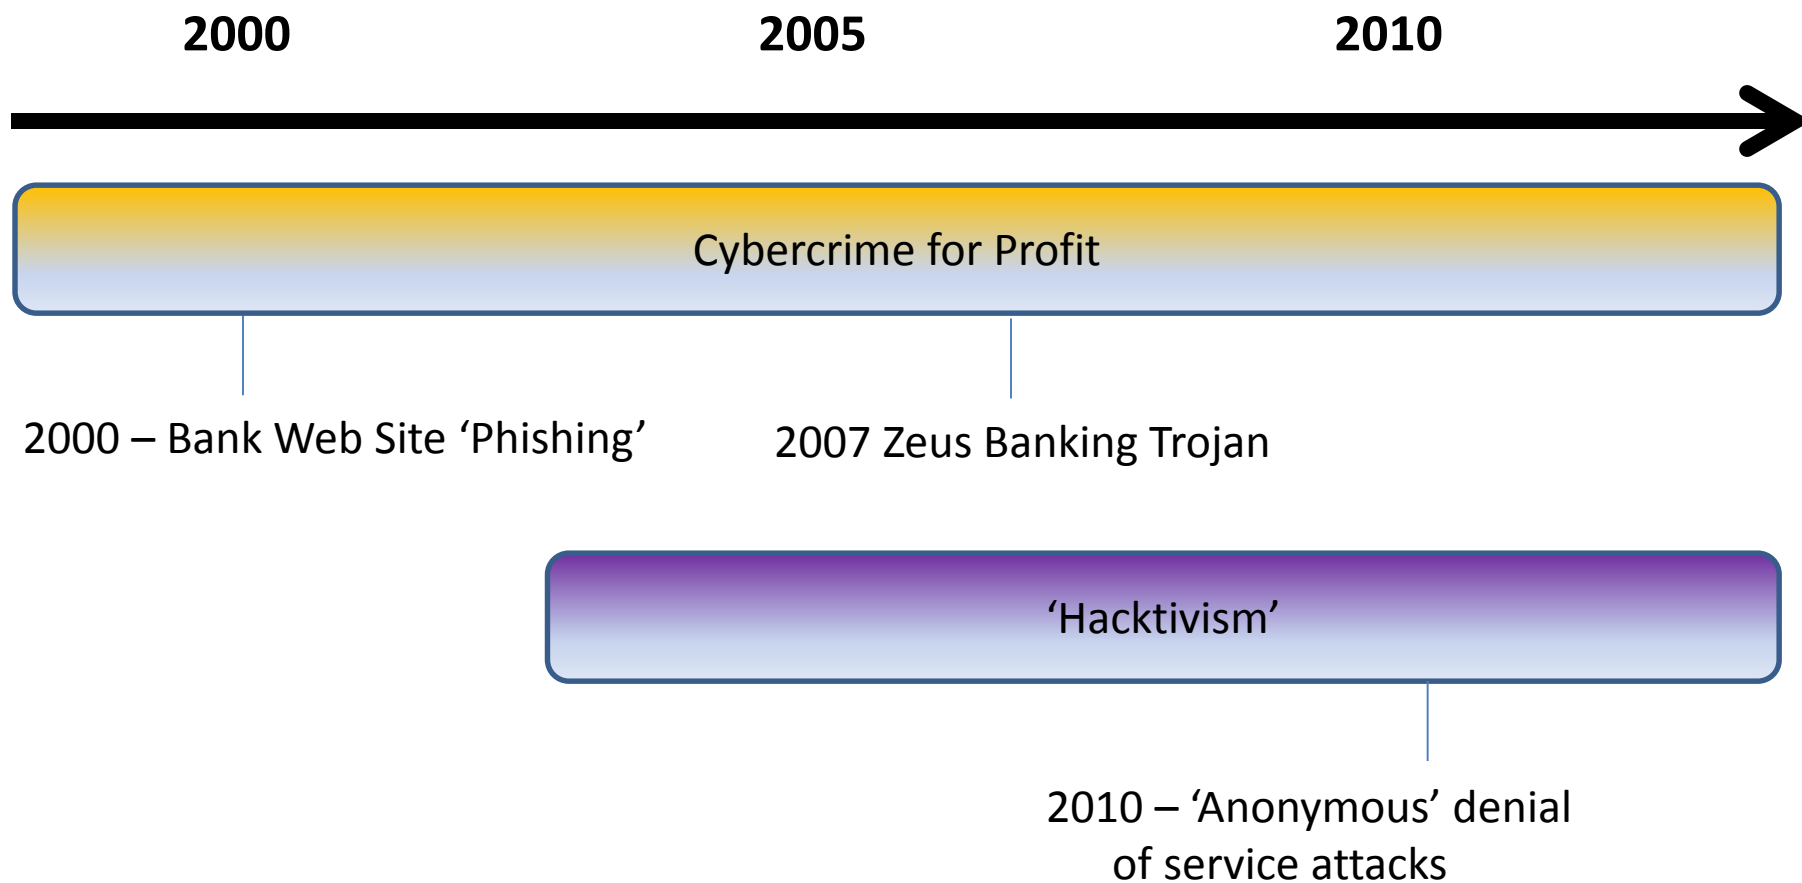 2000 2005 2010
Cybercrime for Profit
2000 – Bank Web Site ‘Phishing’
2007 Zeus Banking Trojan
‘Hacktivism’
2010 – ‘Anonymous’ denial
of service attacks